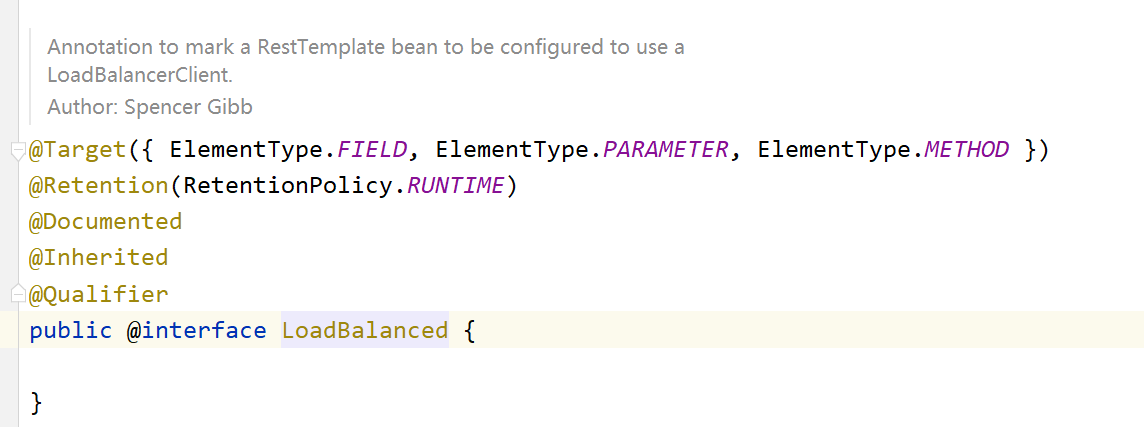 Annotation to mark a RestTemplate bean to be configured to use a
LoadBalancerClient.
Author: Spencer Gibb
@Target({ ElementType.FIELD, ElementType.PARAMETER, ElementType.METHOD })
@Retention(RetentionPolicy.RUNTIME)
@Documented
@Inherited
@Qualifier
public @interface LoadBalanced {
}